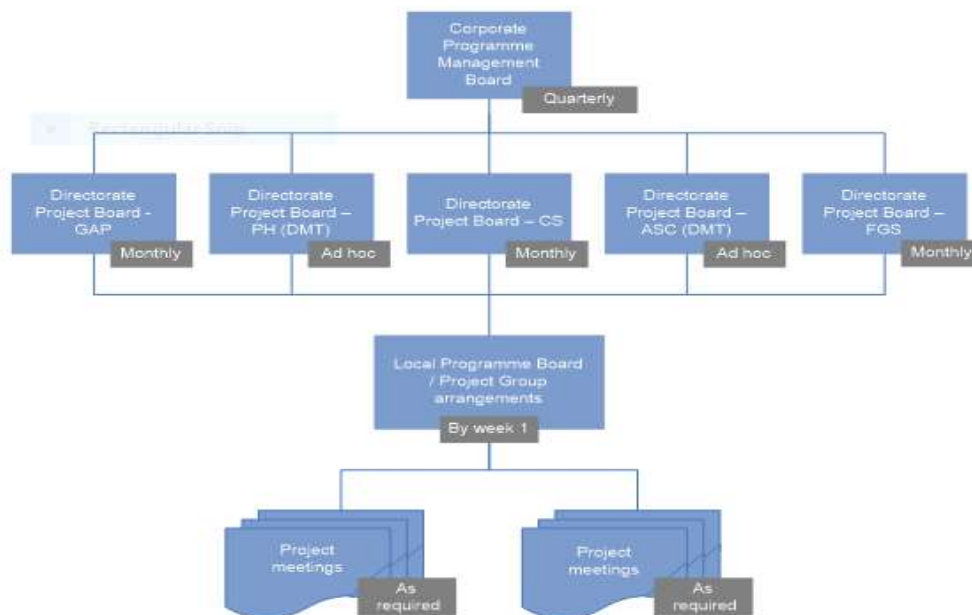 Corporate
Programme
Management
Board
Quarterly
Rectangular Snip
Directorate
Project Board -
GAP
Monthly
Directorate
Project Board –
PH (DMT)
Ad hoc
Directorate
Project Board – CS
Monthly
Directorate
Project Board –
ASC (DMT)
Ad hoc
Directorate
Project Board –
FGS
Monthly
Local Programme Board
/ Project Group
arrangements
By week 1
Project
meetings
As
required
Project
meetings
As
required